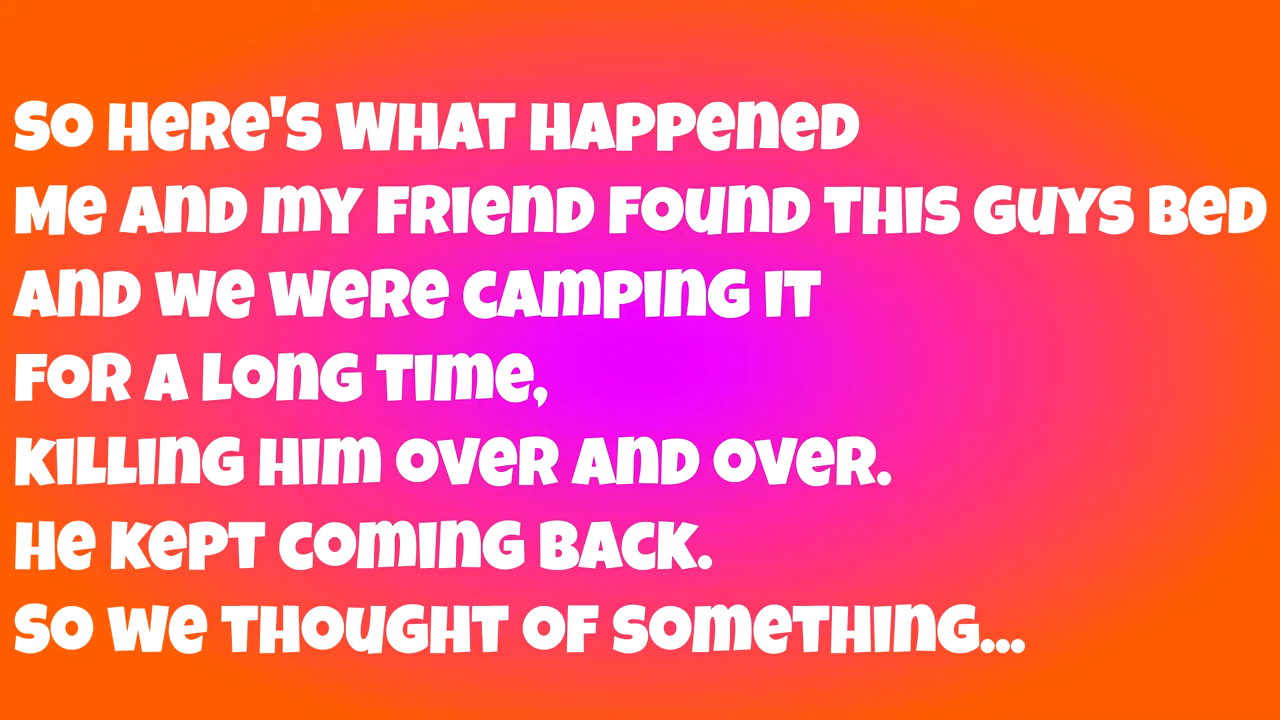 So Here's what happened
Me and my friend found this guys bed
and we were camping it
for a long time,
killing him over and over.
He kept coming back.
So we thought of something...